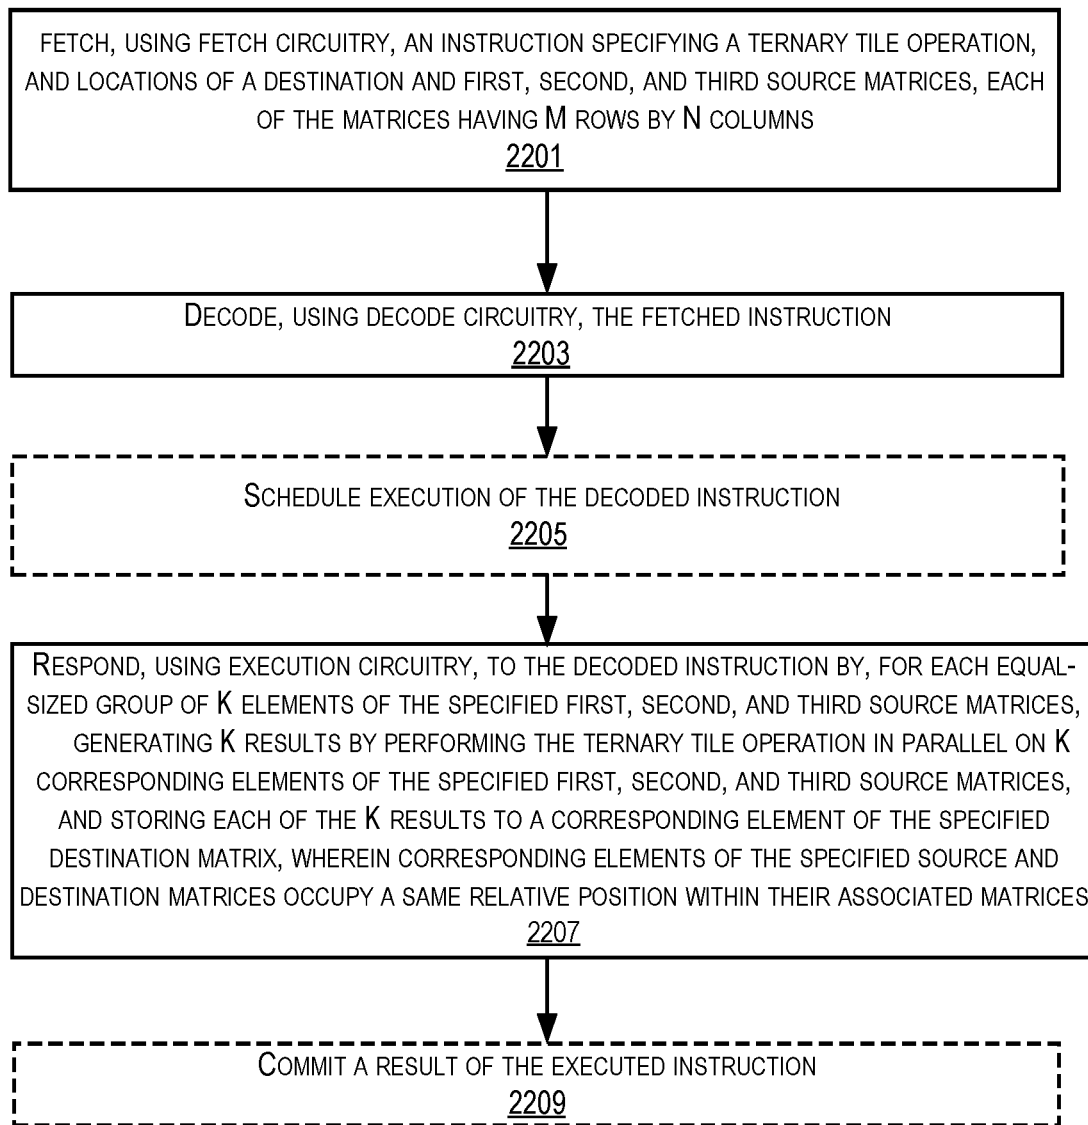 FETCH, USING FETCH CIRCUITRY, AN INSTRUCTION SPECIFYING A TERNARY TILE OPERATION,
AND LOCATIONS OF A DESTINATION AND FIRST, SECOND, AND THIRD SOURCE MATRICES, EACH
OF THE MATRICES HAVING M ROWS BY N COLUMNS
2201
DECODE, USING DECODE CIRCUITRY, THE FETCHED INSTRUCTION
2203
SCHEDULE EXECUTION OF THE DECODED INSTRUCTION
2205
RESPOND, USING EXECUTION CIRCUITRY, TO THE DECODED INSTRUCTION BY, FOR EACH EQUAL-
SIZED GROUP OF K ELEMENTS OF THE SPECIFIED FIRST, SECOND, AND THIRD SOURCE MATRICES,
GENERATING K RESULTS BY PERFORMING THE TERNARY TILE OPERATION IN PARALLEL ON K
CORRESPONDING ELEMENTS OF THE SPECIFIED FIRST, SECOND, AND THIRD SOURCE MATRICES,
AND STORING EACH OF THE K RESULTS TO A CORRESPONDING ELEMENT OF THE SPECIFIED
DESTINATION MATRIX, WHEREIN CORRESPONDING ELEMENTS OF THE SPECIFIED SOURCE AND
DESTINATION MATRICES OCCUPY A SAME RELATIVE POSITION WITHIN THEIR ASSOCIATED MATRICES
2207
COMMIT A RESULT OF THE EXECUTED INSTRUCTION
2209